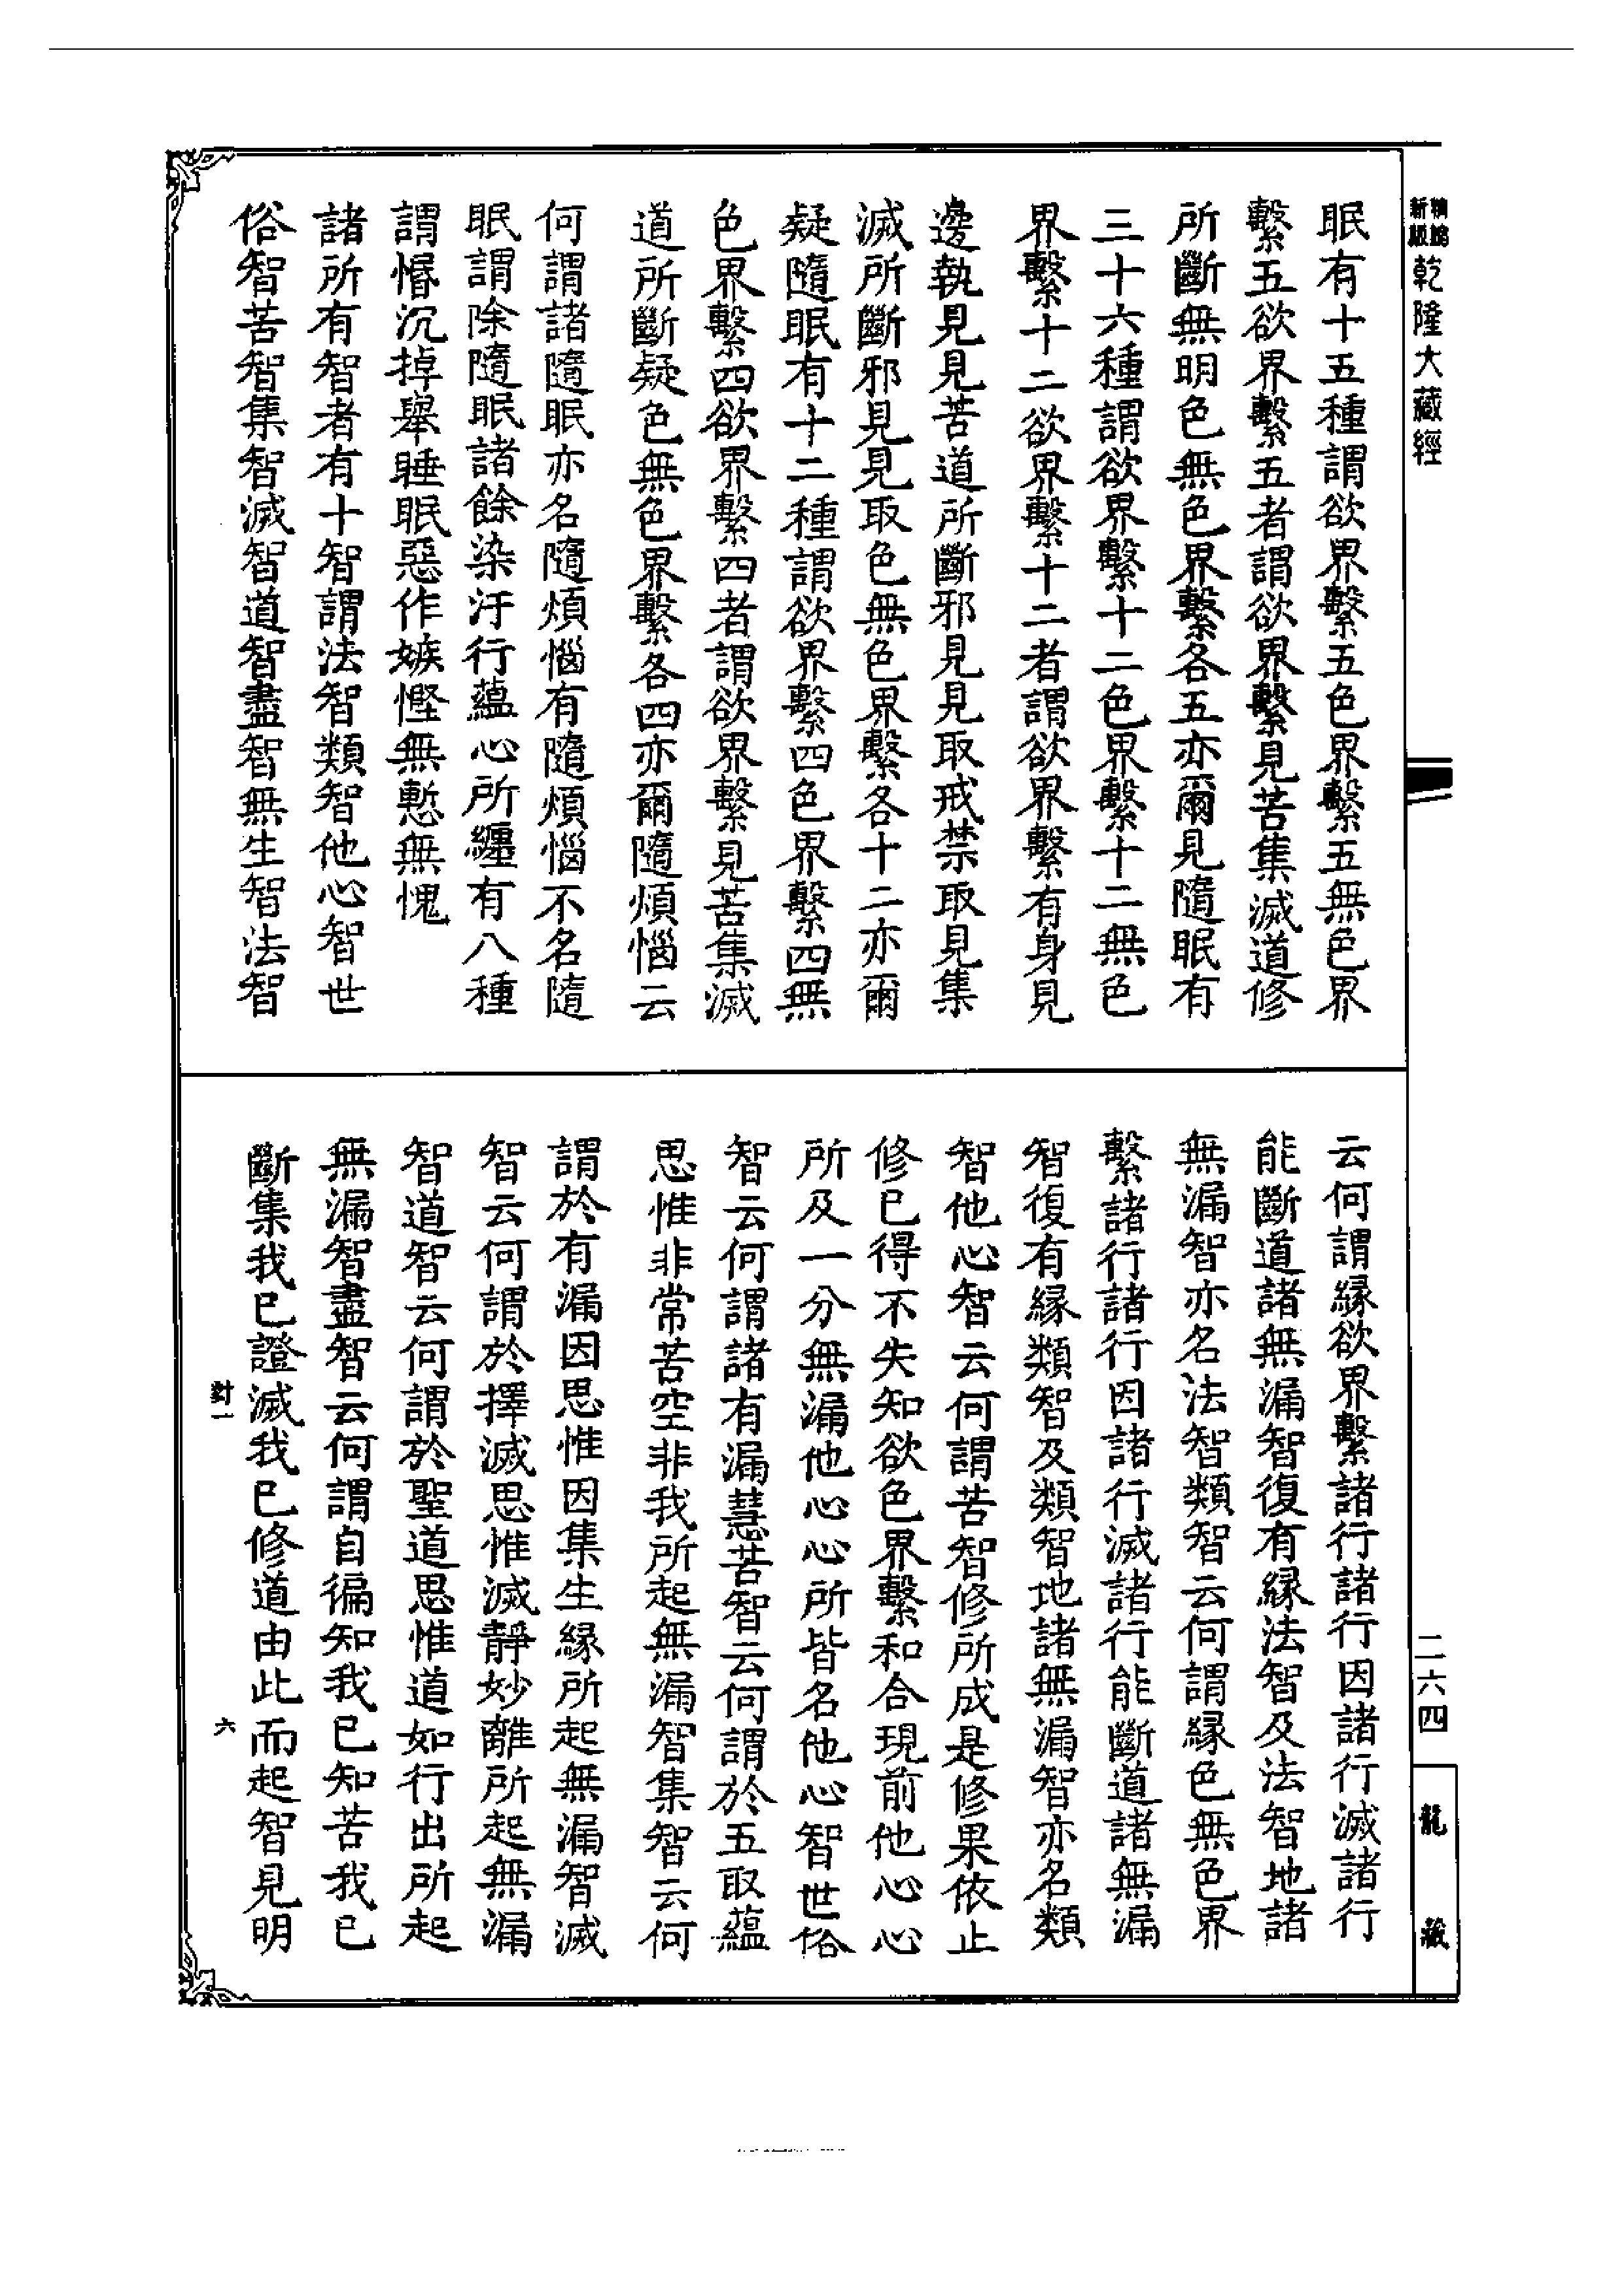 乾隆大藏經
眠有十五種謂欲界繫五色界繫五無色界
繫五欲界繫五者謂欲界繫見苦集滅道修
所斷無明色無色界繫各五亦爾見隨眠有
三十六種謂欲界繫十二色界繫十二無色
界繫十二欲界繫十二者謂欲界繫有身見
邊執見見苦道所斷邪見見取戒禁取見集
滅所斷邪見見取色無色界繫各十二亦爾
疑隨眠有十二種謂欲界繫四色界繫四無
色界繫四欲界繫四者謂欲界繫見苦集滅
道所斷疑色無色界繫各四亦爾隨煩惱云
何謂諸隨眠亦名隨煩惱有隨煩惱不名隨
眠謂除隨眠諸餘染汙行蘊心所纏有八種
謂惛沉掉舉睡眠惡作嫉慳無慙無愧
諸所有智者有十智謂法智類智他心智世
俗智苦智集智滅智道智盡智無生智法智
云何謂緣欲界繫諸行諸行因諸行滅諸行
能斷道諸無漏智復有緣法智及法智地諸
無漏智亦名法智類智云何謂緣色無色界
繫諸行諸行因諸行滅諸行能斷道諸無漏
智復有緣類智及類智地諸無漏智亦名類
智他心智云何謂苦智修所成是修果依止
修已得不失知欲色界繫和合現前他心心
所及一分無漏他心心所皆名他心智世俗
智云何謂諸有漏慧苦智云何謂於五取蘊
思惟非常苦空非我所起無漏智集智云何
謂於有漏因思惟因集生緣所起無漏智滅
智云何謂於擇滅思惟滅靜妙離所起無漏
智道智云何謂於聖道思惟道如行出所起
無漏智盡智云何謂自徧知我已知苦我已
斷集我已證滅我已修道由此而起智見明
對一
六
二六四
龍藏